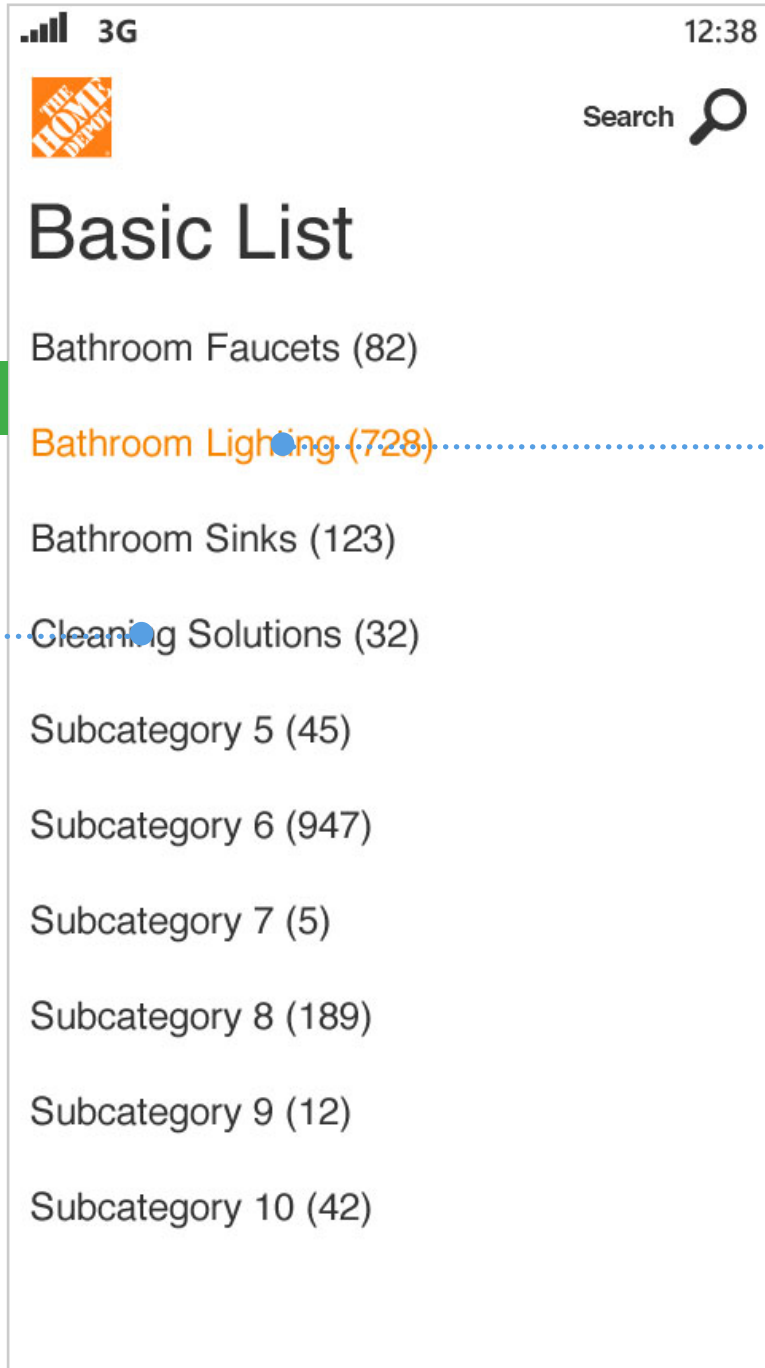 3G 12:38
THE
HOME
DEPOT
Search
Basic List
Bathroom Faucets (82)
Bathroom Lighting (728)
Bathroom Sinks (123)
Cleaning Solutions (32)
Subcategory 5 (45)
Subcategory 6 (947)
Subcategory 7 (5)
Subcategory 8 (189)
Subcategory 9 (12)
Subcategory 10 (42)